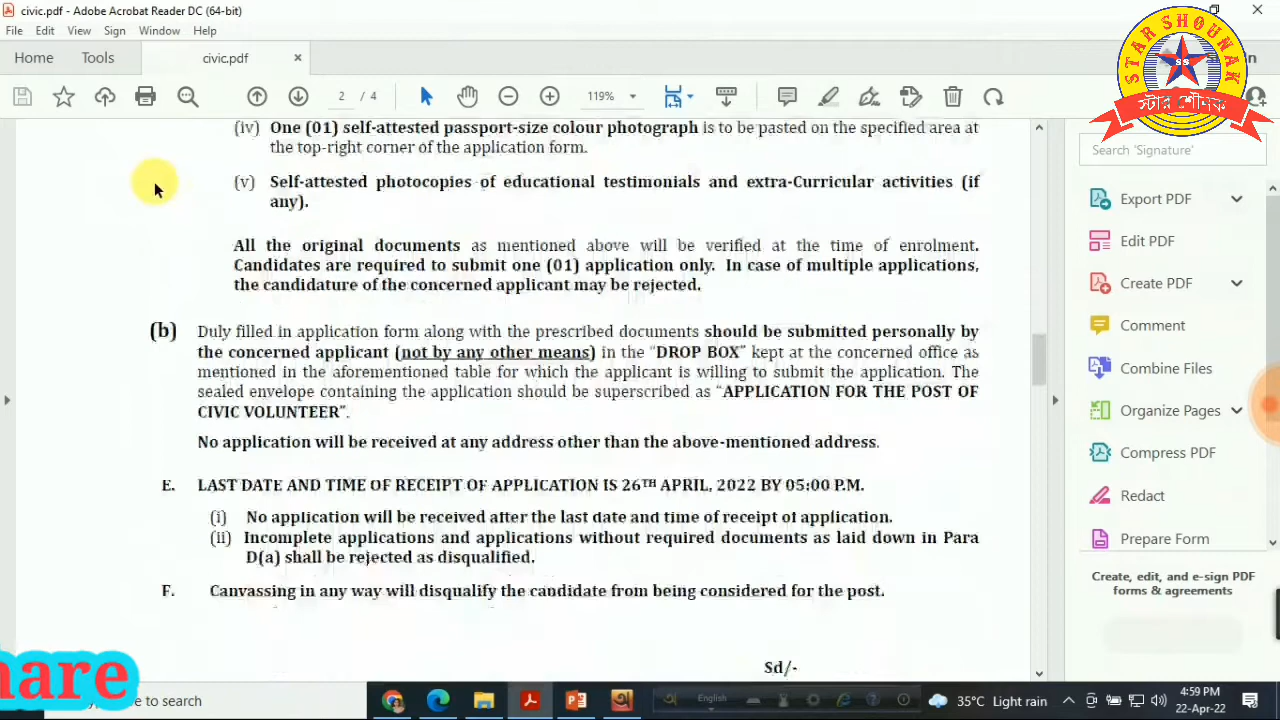 civic.pdf - Adobe Acrobat Reader DC (64-bit)
File Edit View Sign Window Help
Home Tools civic.pdf
2 / 4 119%
(iv) One (01) self-attested passport-size colour photograph is to be pasted on the specified area at
the top-right corner of the application form.
(v) Self-attested photocopies of educational testimonials and extra-Curricular activities (if
any).
All the original documents as mentioned above will be verified at the time of enrolment.
Candidates are required to submit one (01) application only. In case of multiple applications,
the candidature of the concerned applicant may be rejected.
(b) Duly filled in application form along with the prescribed documents should be submitted personally by
the concerned applicant (not by any other means) in the “DROP BOX” kept at the concerned office as
mentioned in the aforementioned table for which the applicant is willing to submit the application. The
sealed envelope containing the application should be superscribed as “APPLICATION FOR THE POST OF
CIVIC VOLUNTEER”.
No application will be received at any address other than the above-mentioned address.
E. LAST DATE AND TIME OF RECEIPT OF APPLICATION IS 26TH APRIL, 2022 BY 05:00 P.M.
(i) No application will be received after the last date and time of receipt of application.
(ii) Incomplete applications and applications without required documents as laid down in Para
D(a) shall be rejected as disqualified.
F. Canvassing in any way will disqualify the candidate from being considered for the post.
Sd/-
STAR SHOUNAK
SS
স্টার শৌনক
Search 'Signature'
Export PDF
Edit PDF
Create PDF
Comment
Combine Files
Organize Pages
Compress PDF
Redact
Prepare Form
Create, edit, and e-sign PDF
forms & agreements
hare
here to search
English
35°C Light rain
4:59 PM
22-Apr-22